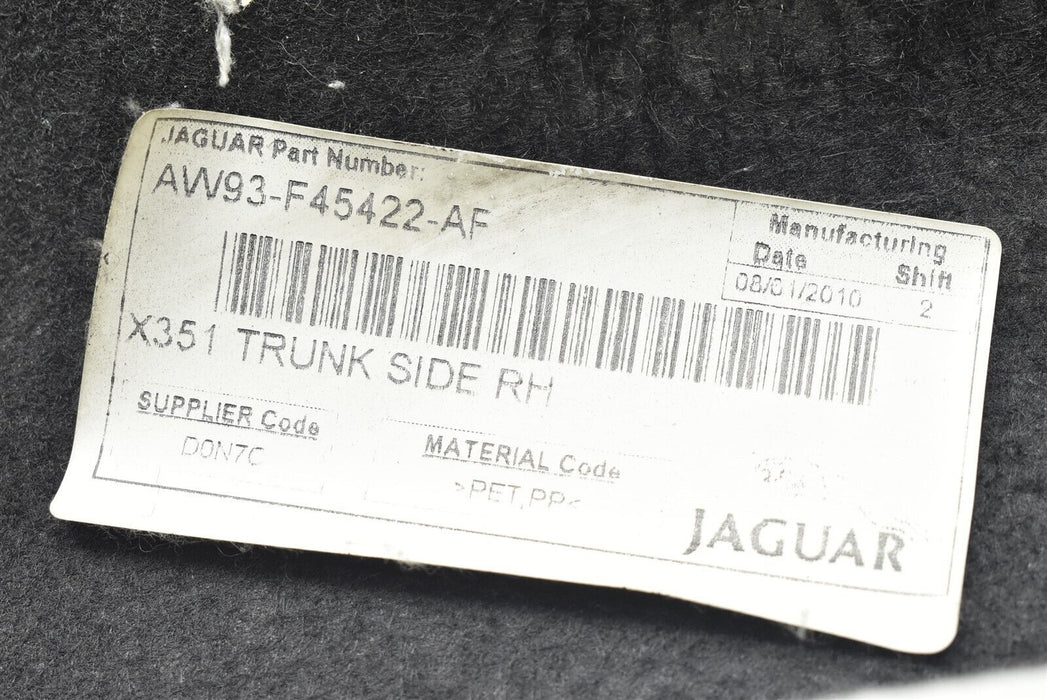 JAGUAR Part Number:
AW93-F45422-AF
Manufacturing
Date Shift
08/01/2010 2
X351 TRUNK SIDE RH
SUPPLIER Code
D0N7C
MATERIAL Code
>PET,PP<
JAGUAR